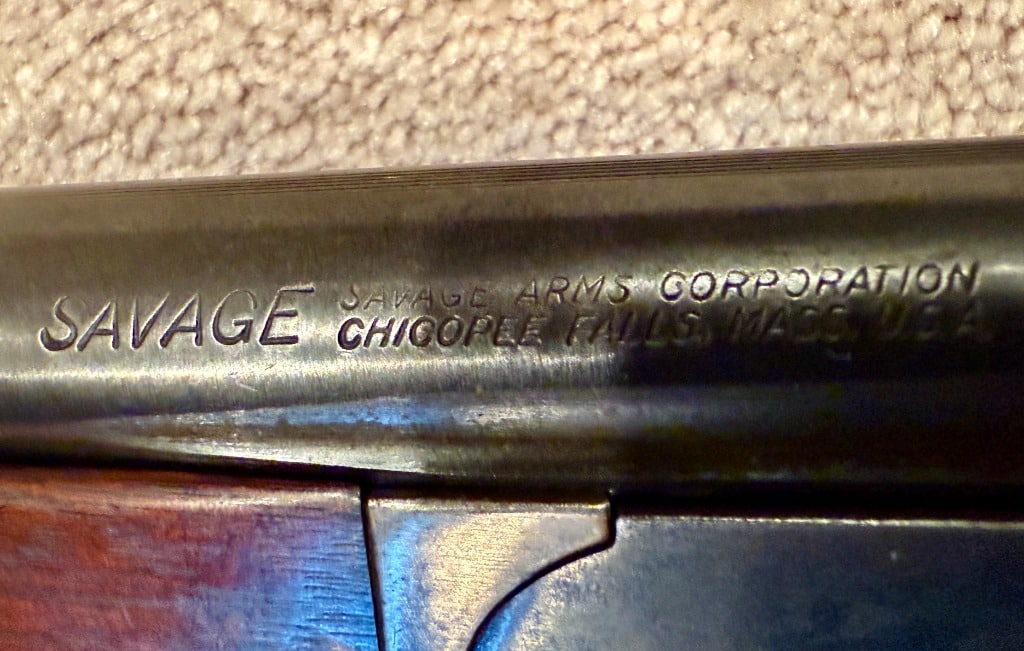 SAVAGE
SAVAGE ARMS CORPORATION
CHICOPEE FALLS, MASS. U.S.A.